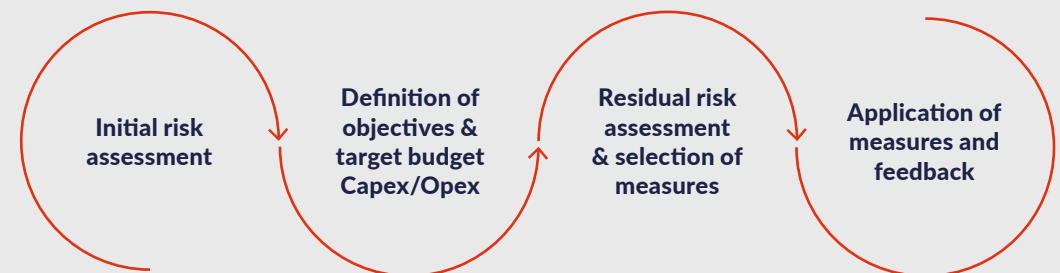 Initial risk
assessment
Definition of
objectives &
target budget
Capex/Opex
Residual risk
assessment
& selection of
measures
Application of
measures and
feedback